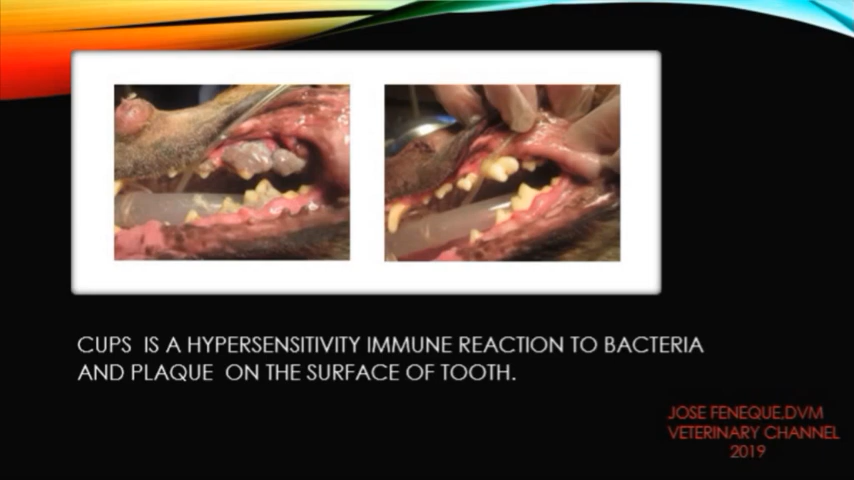 CUPS IS A HYPERSENSITIVITY IMMUNE REACTION TO BACTERIA
AND PLAQUE ON THE SURFACE OF TOOTH.
JOSE FENEQUE,DVM
VETERINARY CHANNEL
2019